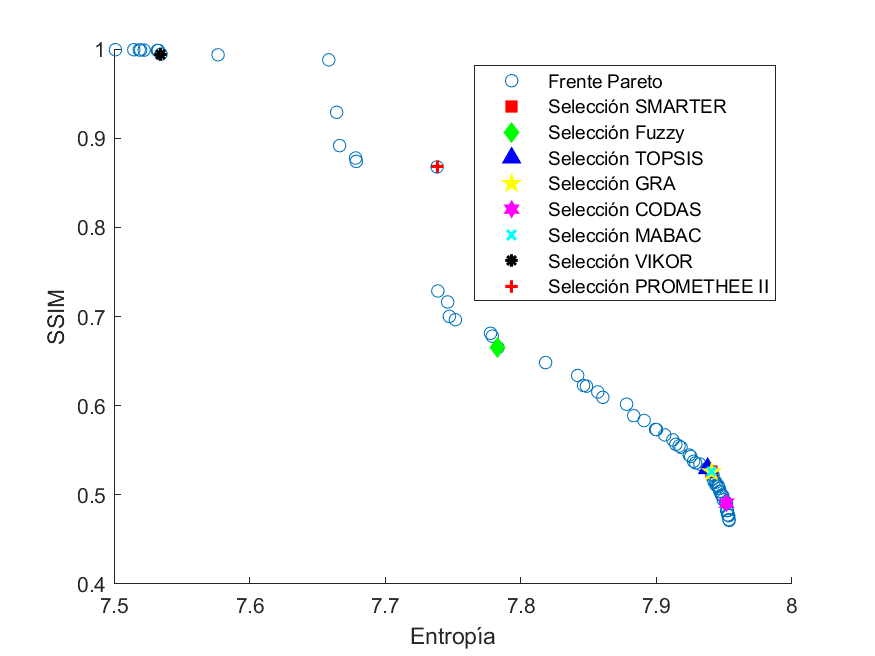 1
0.9
0.8
0.7
0.6
0.5
0.4
SSIM
7.5
7.6
7.7
7.8
7.9
8
Entropía
Frente Pareto
Selección SMARTER
Selección Fuzzy
Selección TOPSIS
Selección GRA
Selección CODAS
Selección MABAC
Selección VIKOR
Selección PROMETHEE II